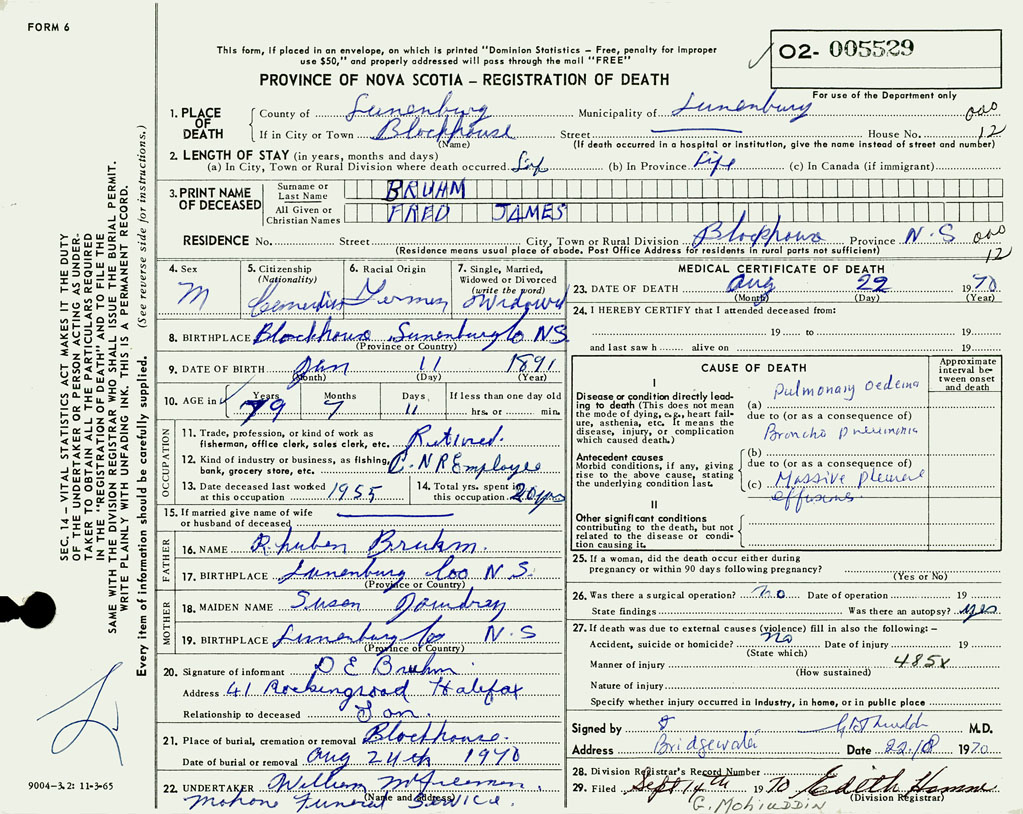 FORM 6
This form, if placed in an envelope, on which is printed "Dominion Statistics – Free, penalty for improper
use $50," and properly addressed will pass through the mail "FREE"
PROVINCE OF NOVA SCOTIA – REGISTRATION OF DEATH
02- 005529
For use of the Department only
1. PLACE OF DEATH
County of Lunenburg Municipality of Lunenburg 000
If in City or Town Blockhouse Street House No. 12
(Name) (If death occurred in a hospital or institution, give the name instead of street and number)
2. LENGTH OF STAY (in years, months and days)
(a) In City, Town or Rural Division where death occurred Life (b) In Province Life (c) In Canada (if immigrant)
3. PRINT NAME OF DECEASED
Surname or Last Name BRUHM
All Given or Christian Names FRED JAMES
RESIDENCE No. Street City, Town or Rural Division Blockhouse Province N.S 000
(Residence means usual place of abode. Post Office Address for residents in rural parts not sufficient) 12
4. Sex M
5. Citizenship (Nationality) Canadian
6. Racial Origin German
7. Single, Married, Widowed or Divorced (write the word) Widowed
8. BIRTHPLACE Blockhouse Lunenburg Co NS
(Province or Country)
9. DATE OF BIRTH Jan 11 1891
(Month) (Day) (Year)
10. AGE in Years 79 Months 7 Days 11 If less than one day old hrs. or min.
OCCUPATION
11. Trade, profession, or kind of work as fisherman, office clerk, sales clerk, etc. Retired.
12. Kind of industry or business, as fishing, bank, grocery store, etc. C.N R Employee
13. Date deceased last worked at this occupation 1955
14. Total yrs. spent in this occupation 20 yrs
15. If married give name of wife or husband of deceased
FATHER
16. NAME Rhuben Bruhm.
17. BIRTHPLACE Lunenburg Coo N.S.
(Province or Country)
MOTHER
18. MAIDEN NAME Susan
19. BIRTHPLACE Lunenburg Co N.S
(Province or Country)
20. Signature of informant D E Bruhm.
Address 41 Rockingroad Halifax
Relationship to deceased Son.
21. Place of burial, cremation or removal Blockhouse.
Date of burial or removal Aug 24th 1970
22. UNDERTAKER William
(Name and address) Mahone Funeral Service.
MEDICAL CERTIFICATE OF DEATH
23. DATE OF DEATH Aug 22 1970
(Month) (Day) (Year)
24. I HEREBY CERTIFY that I attended deceased from:
19 to 19
and last saw h alive on 19
CAUSE OF DEATH
Approximate interval between onset and death
I
Disease or condition directly leading to death (This does not mean the mode of dying, e.g., heart failure, asthenia, etc. it means the disease, injury, or complication which caused death.)
(a) Pulmonary oedema
due to (or as a consequence of)
Broncho pneumonia
Antecedent causes
Morbid conditions, if any, giving rise to the above cause, stating the underlying condition last.
(b)
due to (or as a consequence of)
(c) Massive pleural effusions
II
Other significant conditions
contributing to the death, but not related to the disease or condition causing it.
25. If a woman, did the death occur either during pregnancy or within 90 days following pregnancy?
(Yes or No)
26. Was there a surgical operation? No Date of operation 19
State findings Was there an autopsy? yes
27. If death was due to external causes (violence) fill in also the following: –
Accident, suicide or homicide? No Date of injury 19
(State which)
Manner of injury 485X
(How sustained)
Nature of injury
Specify whether injury occurred in industry, in home, or in public place
Signed by M.D.
Address Bridgewater Date 22/8 1970
28. Division Registrar's Record Number
29. Filed Sept 14th 1970 Edith
(Division Registrar)
G. Mohiuddin
SEC. 14 – VITAL STATISTICS ACT MAKES IT THE DUTY
OF THE UNDERTAKER OR PERSON ACTING AS UNDER-
TAKER TO OBTAIN ALL THE PARTICULARS REQUIRED
IN THE "REGISTRATION OF DEATH" AND TO FILE THE
SAME WITH THE DIVISION REGISTRAR WHO SHALL ISSUE THE BURIAL PERMIT.
WRITE PLAINLY WITH UNFADING INK. THIS IS A PERMANENT RECORD.
Every item of information should be carefully supplied. (See reverse side for instructions.)
9004-3.2: 11-3-65